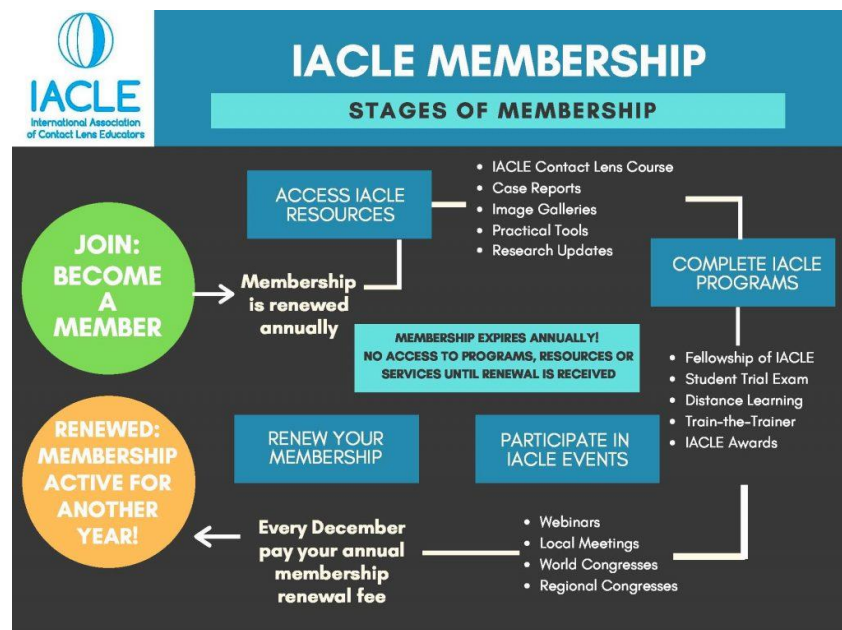 IACLE
International Association
of Contact Lens Educators
IACLE MEMBERSHIP
STAGES OF MEMBERSHIP
JOIN:
BECOME
A
MEMBER
Membership
is renewed
annually
ACCESS IACLE
RESOURCES
• IACLE Contact Lens Course
• Case Reports
• Image Galleries
• Practical Tools
• Research Updates
COMPLETE IACLE
PROGRAMS
• Fellowship of IACLE
• Student Trial Exam
• Distance Learning
• Train-the-Trainer
• IACLE Awards
MEMBERSHIP EXPIRES ANNUALLY!
NO ACCESS TO PROGRAMS, RESOURCES OR
SERVICES UNTIL RENEWAL IS RECEIVED
PARTICIPATE IN
IACLE EVENTS
• Webinars
• Local Meetings
• World Congresses
• Regional Congresses
RENEW YOUR
MEMBERSHIP
Every December
pay your annual
membership
renewal fee
RENEWED:
MEMBERSHIP
ACTIVE FOR
ANOTHER
YEAR!